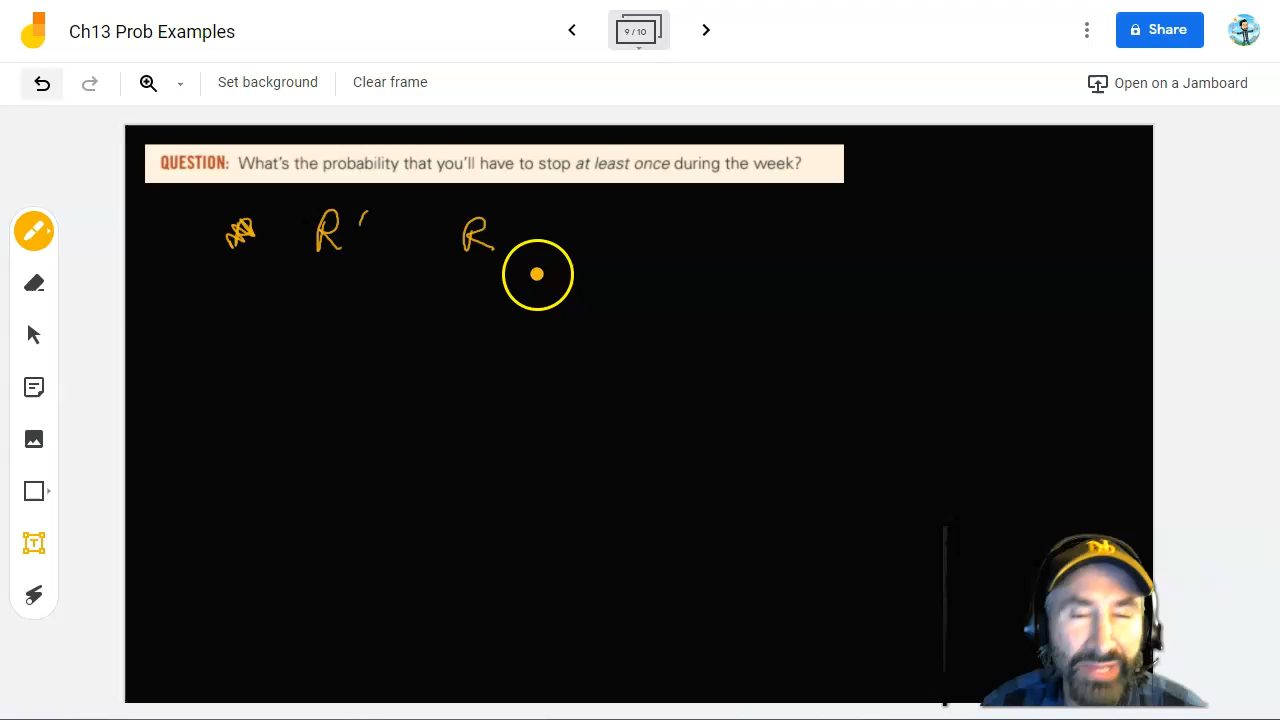 Ch13 Prob Examples
9 / 10
Share
Set background
Clear frame
Open on a Jamboard
QUESTION: What's the probability that you'll have to stop at least once during the week?
R' R
T